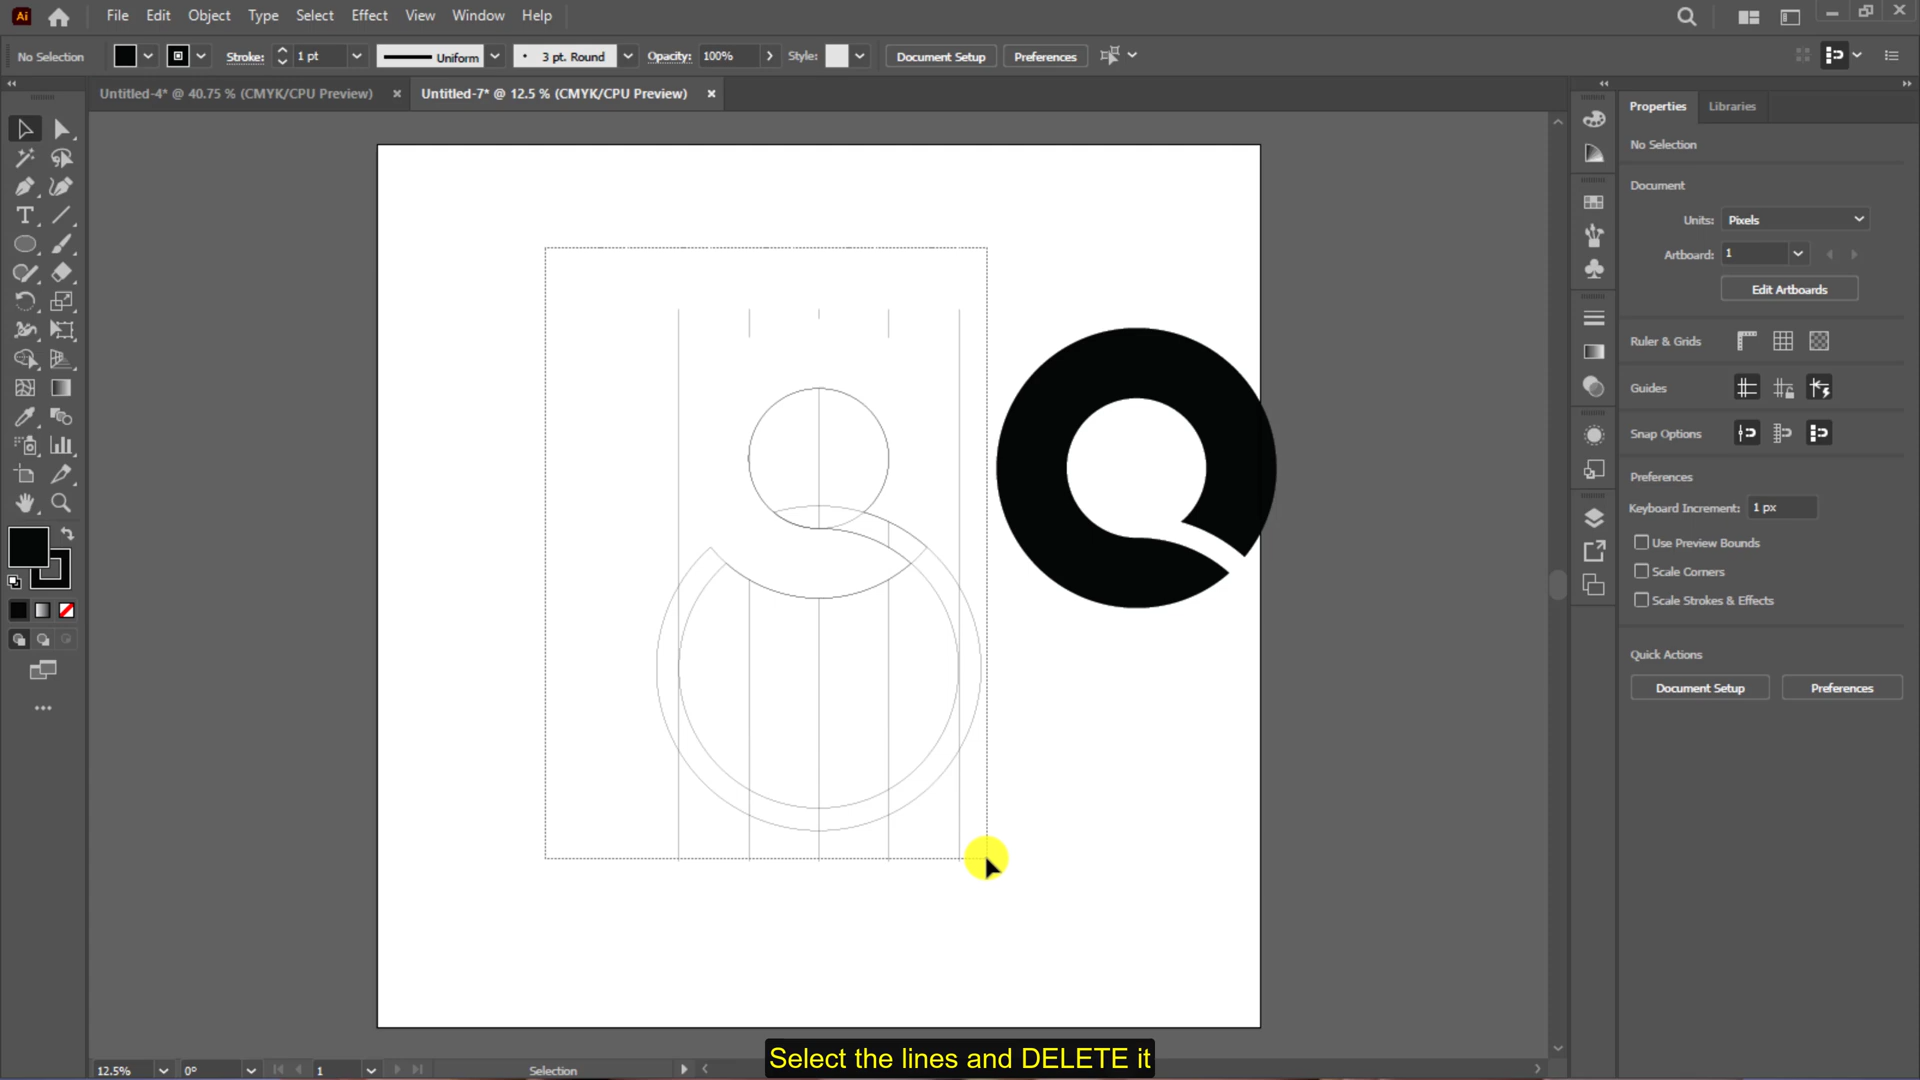 Ai File Edit Object Type Select Effect View Window Help
No Selection Stroke: 1 pt Uniform 3 pt. Round Opacity: 100% Style: Document Setup Preferences
Untitled-4* @ 40.75 % (CMYK/CPU Preview) Untitled-7* @ 12.5 % (CMYK/CPU Preview)
Properties Libraries
No Selection
Document
Units: Pixels
Artboard: 1
Edit Artboards
Ruler & Grids
Guides
Snap Options
Preferences
Keyboard Increment: 1 px
Use Preview Bounds
Scale Corners
Scale Strokes & Effects
Quick Actions
Document Setup Preferences
12.5% 0° 1 Selection
Select the lines and DELETE it